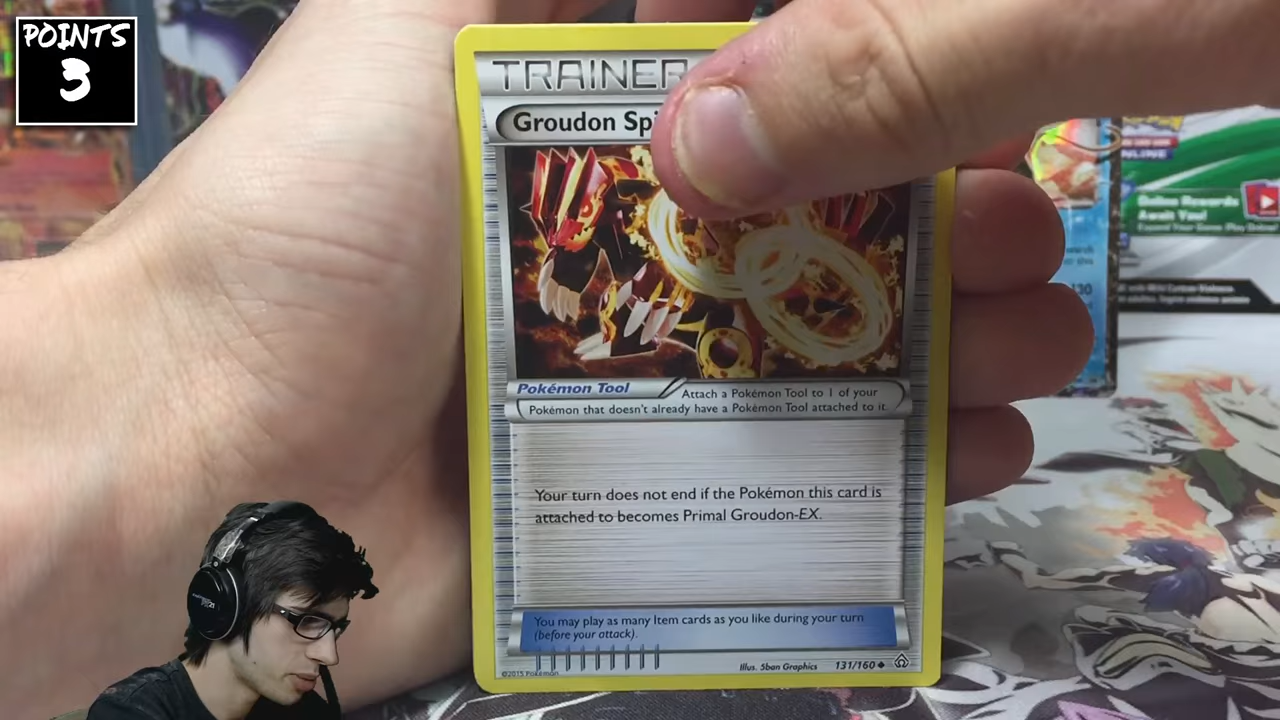 POINTS
3
TRAINER
Groudon Spi
Pokémon Tool
Attach a Pokémon Tool to 1 of your
Pokémon that doesn't already have a Pokémon Tool attached to it.
Your turn does not end if the Pokémon this card is
attached to becomes Primal Groudon-EX.
You may play as many Item cards as you like during your turn
(before your attack).
Illus. 5ban Graphics
131/160
©2015 Pokémon
Online Rewards
Await You!
130